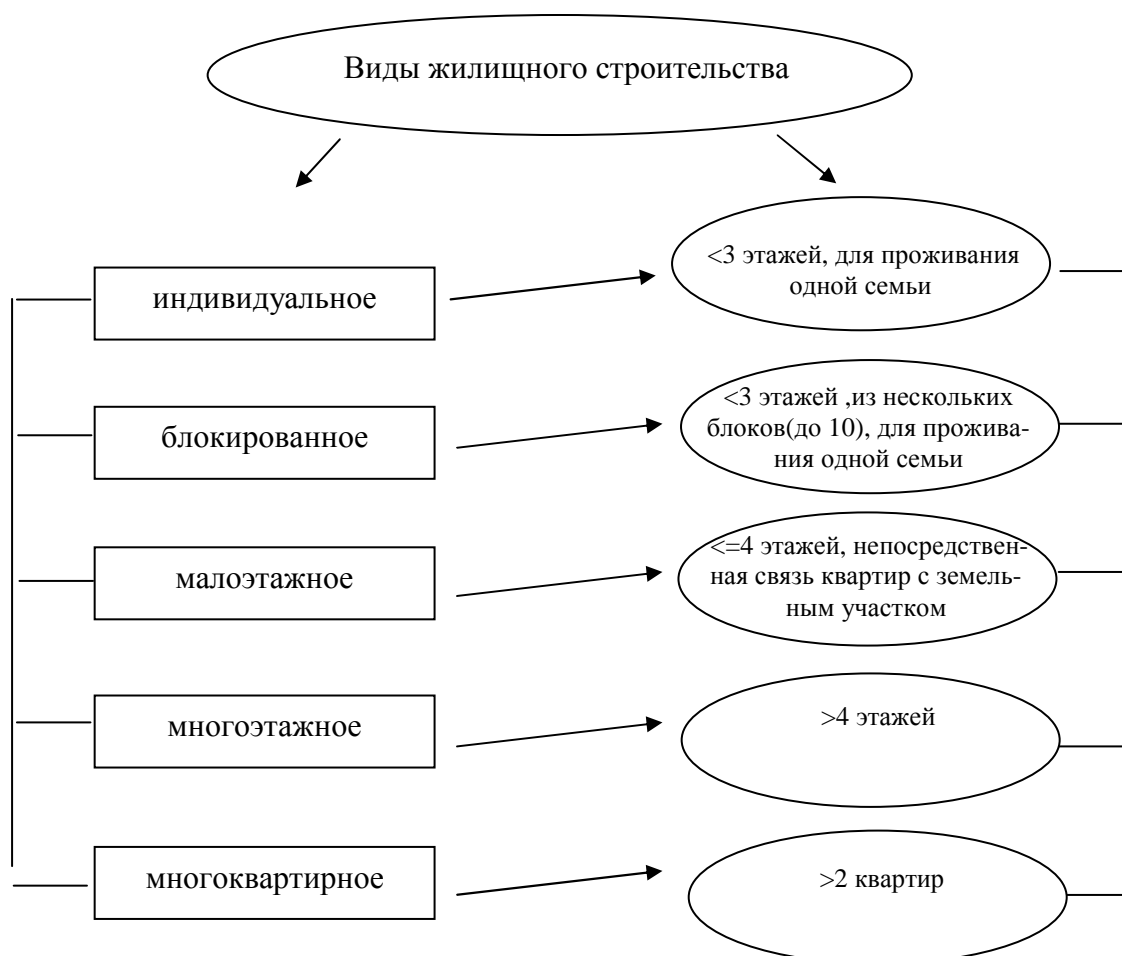 Виды жилищного строительства
индивидуальное
<3 этажей, для проживания
одной семьи
блокированное
<3 этажей ,из нескольких
блоков(до 10), для прожива-
ния одной семьи
малоэтажное
<=4 этажей, непосредствен-
ная связь квартир с земель-
ным участком
многоэтажное
>4 этажей
многоквартирное
>2 квартир